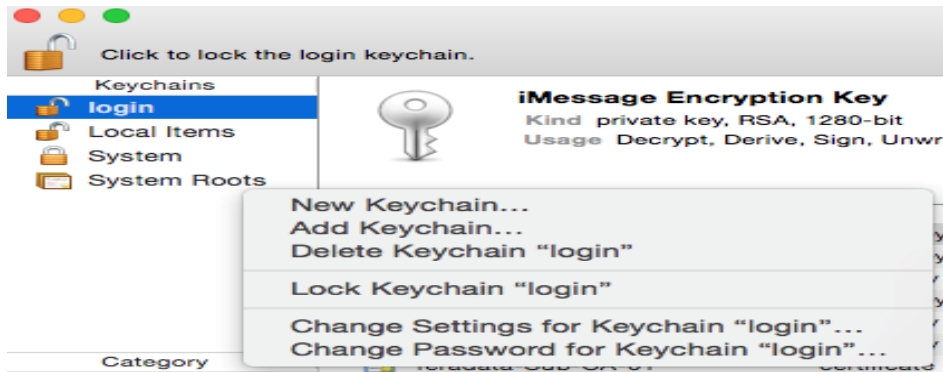 Click to lock the login keychain.
Keychains
login
Local Items
System
System Roots
iMessage Encryption Key
Kind private key, RSA, 1280-bit
Usage Decrypt, Derive, Sign, Unwr
New Keychain...
Add Keychain...
Delete Keychain “login”
Lock Keychain “login”
Change Settings for Keychain “login”...
Change Password for Keychain “login”...
Category